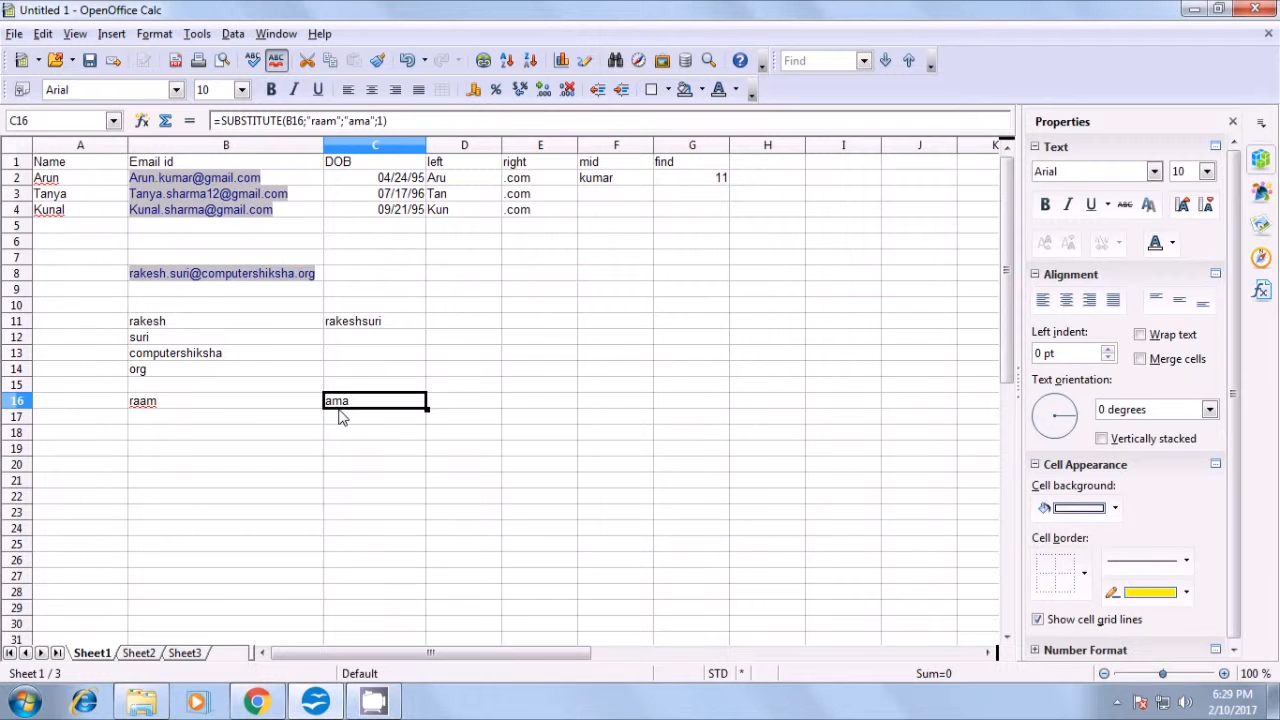 Untitled 1 - OpenOffice Calc
File Edit View Insert Format Tools Data Window Help
Find
Arial 10
C16 =SUBSTITUTE(B16;"raam";"ama";1)
A B C D E F G H I J K
1 Name Email id DOB left right mid find
2 Arun Arun.kumar@gmail.com 04/24/95 Aru .com kumar 11
3 Tanya Tanya.sharma12@gmail.com 07/17/96 Tan .com
4 Kunal Kunal.sharma@gmail.com 09/21/95 Kun .com
5
6
7
8 rakesh.suri@computershiksha.org
9
10
11 rakesh rakeshsuri
12 suri
13 computershiksha
14 org
15
16 raam ama
17
18
19
20
21
22
23
24
25
26
27
28
29
30
31
Sheet1 Sheet2 Sheet3
Sheet 1 / 3 Default STD * Sum=0 100 %
Properties
Text
Arial 10
Alignment
Left indent:
0 pt
Wrap text
Merge cells
Text orientation:
0 degrees
Vertically stacked
Cell Appearance
Cell background:
Cell border:
Show cell grid lines
Number Format
6:29 PM
2/10/2017